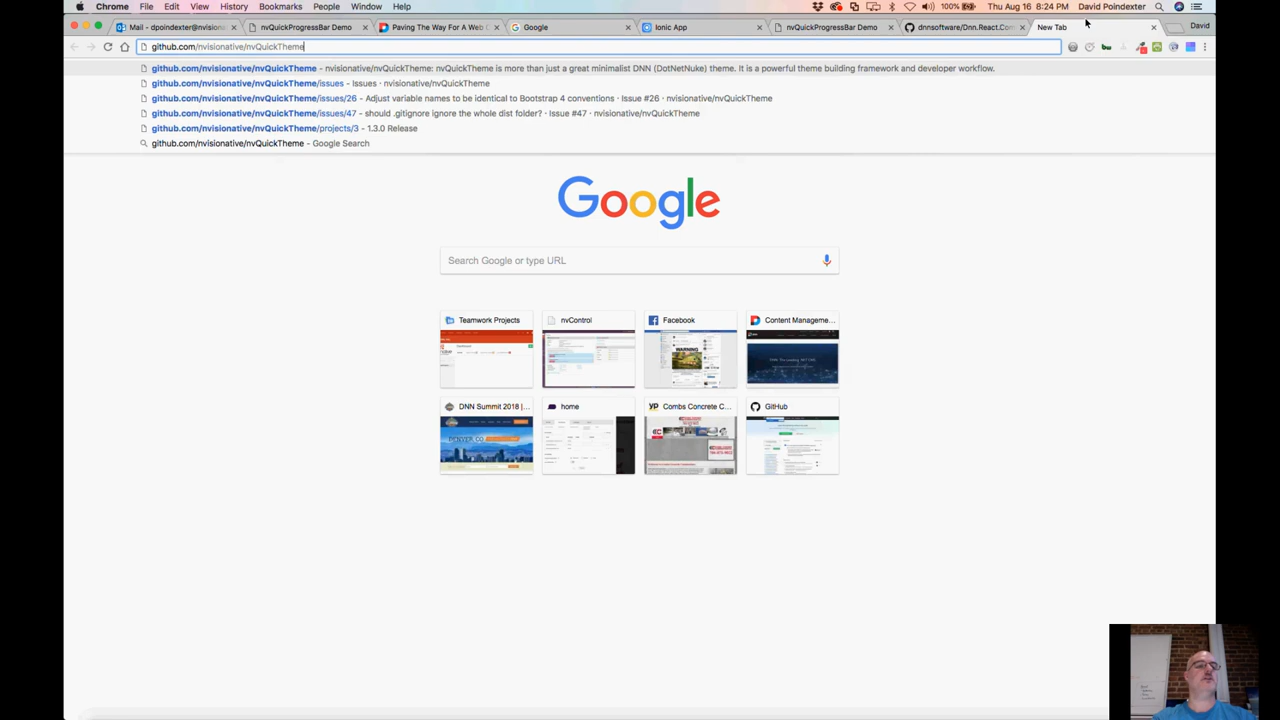 Chrome File Edit View History Bookmarks People Window Help 100% Thu Aug 16 8:24 PM David Poindexter
Mail - dpoindexter@nvisiona
nvQuickProgressBar Demo
Paving The Way For A Web C
Google
Ionic App
nvQuickProgressBar Demo
dnnsoftware/Dnn.React.Com
New Tab
David
github.com/nvisionative/nvQuickTheme
github.com/nvisionative/nvQuickTheme - nvisionative/nvQuickTheme: nvQuickTheme is more than just a great minimalist DNN (DotNetNuke) theme. It is a powerful theme building framework and developer workflow.
github.com/nvisionative/nvQuickTheme/issues - Issues · nvisionative/nvQuickTheme
github.com/nvisionative/nvQuickTheme/issues/26 - Adjust variable names to be identical to Bootstrap 4 conventions · Issue #26 · nvisionative/nvQuickTheme
github.com/nvisionative/nvQuickTheme/issues/47 - should .gitignore ignore the whole dist folder? · Issue #47 · nvisionative/nvQuickTheme
github.com/nvisionative/nvQuickTheme/projects/3 - 1.3.0 Release
github.com/nvisionative/nvQuickTheme - Google Search
Google
Search Google or type URL
Teamwork Projects
nvControl
Facebook
Content Manageme...
WARNING
DNN Summit 2018 |...
home
Combs Concrete C...
GitHub